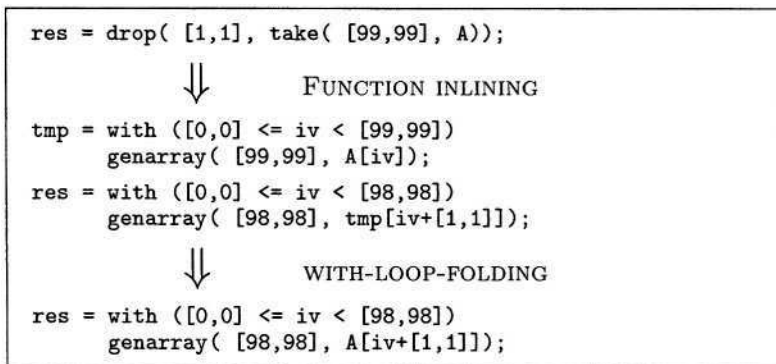 res = drop( [1,1], take( [99,99], A));
⇓ FUNCTION INLINING
tmp = with ([0,0] <= iv < [99,99])
genarray( [99,99], A[iv]);
res = with ([0,0] <= iv < [98,98])
genarray( [98,98], tmp[iv+[1,1]]);
⇓ WITH-LOOP-FOLDING
res = with ([0,0] <= iv < [98,98])
genarray( [98,98], A[iv+[1,1]]);